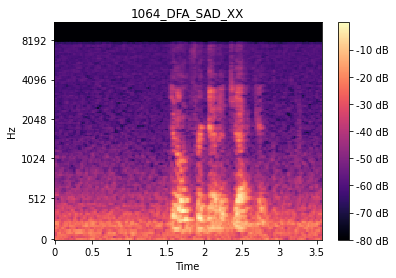 1064_DFA_SAD_XX
8192
4096
2048
1024
512
0
Hz
0 0.5 1 1.5 2 2.5 3 3.5
Time
-10 dB
-20 dB
-30 dB
-40 dB
-50 dB
-60 dB
-70 dB
-80 dB